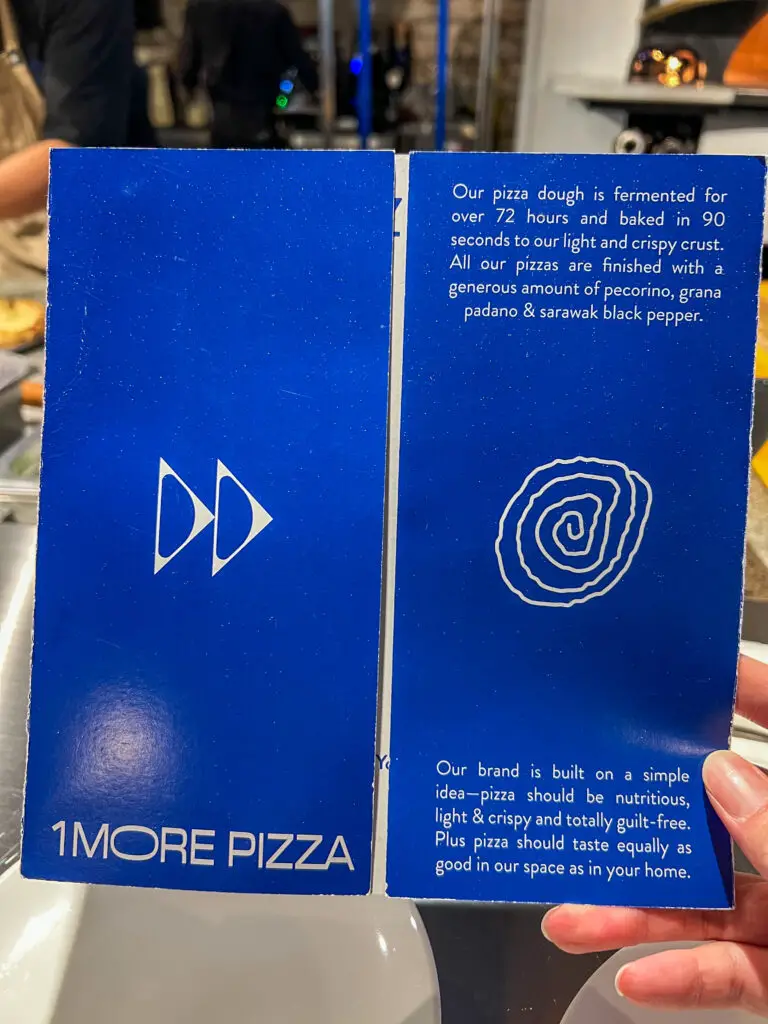 1MORE PIZZA
Our pizza dough is fermented for
over 72 hours and baked in 90
seconds to our light and crispy crust.
All our pizzas are finished with a
generous amount of pecorino, grana
padano & sarawak black pepper.
Our brand is built on a simple
idea—pizza should be nutritious,
light & crispy and totally guilt-free.
Plus pizza should taste equally as
good in our space as in your home.